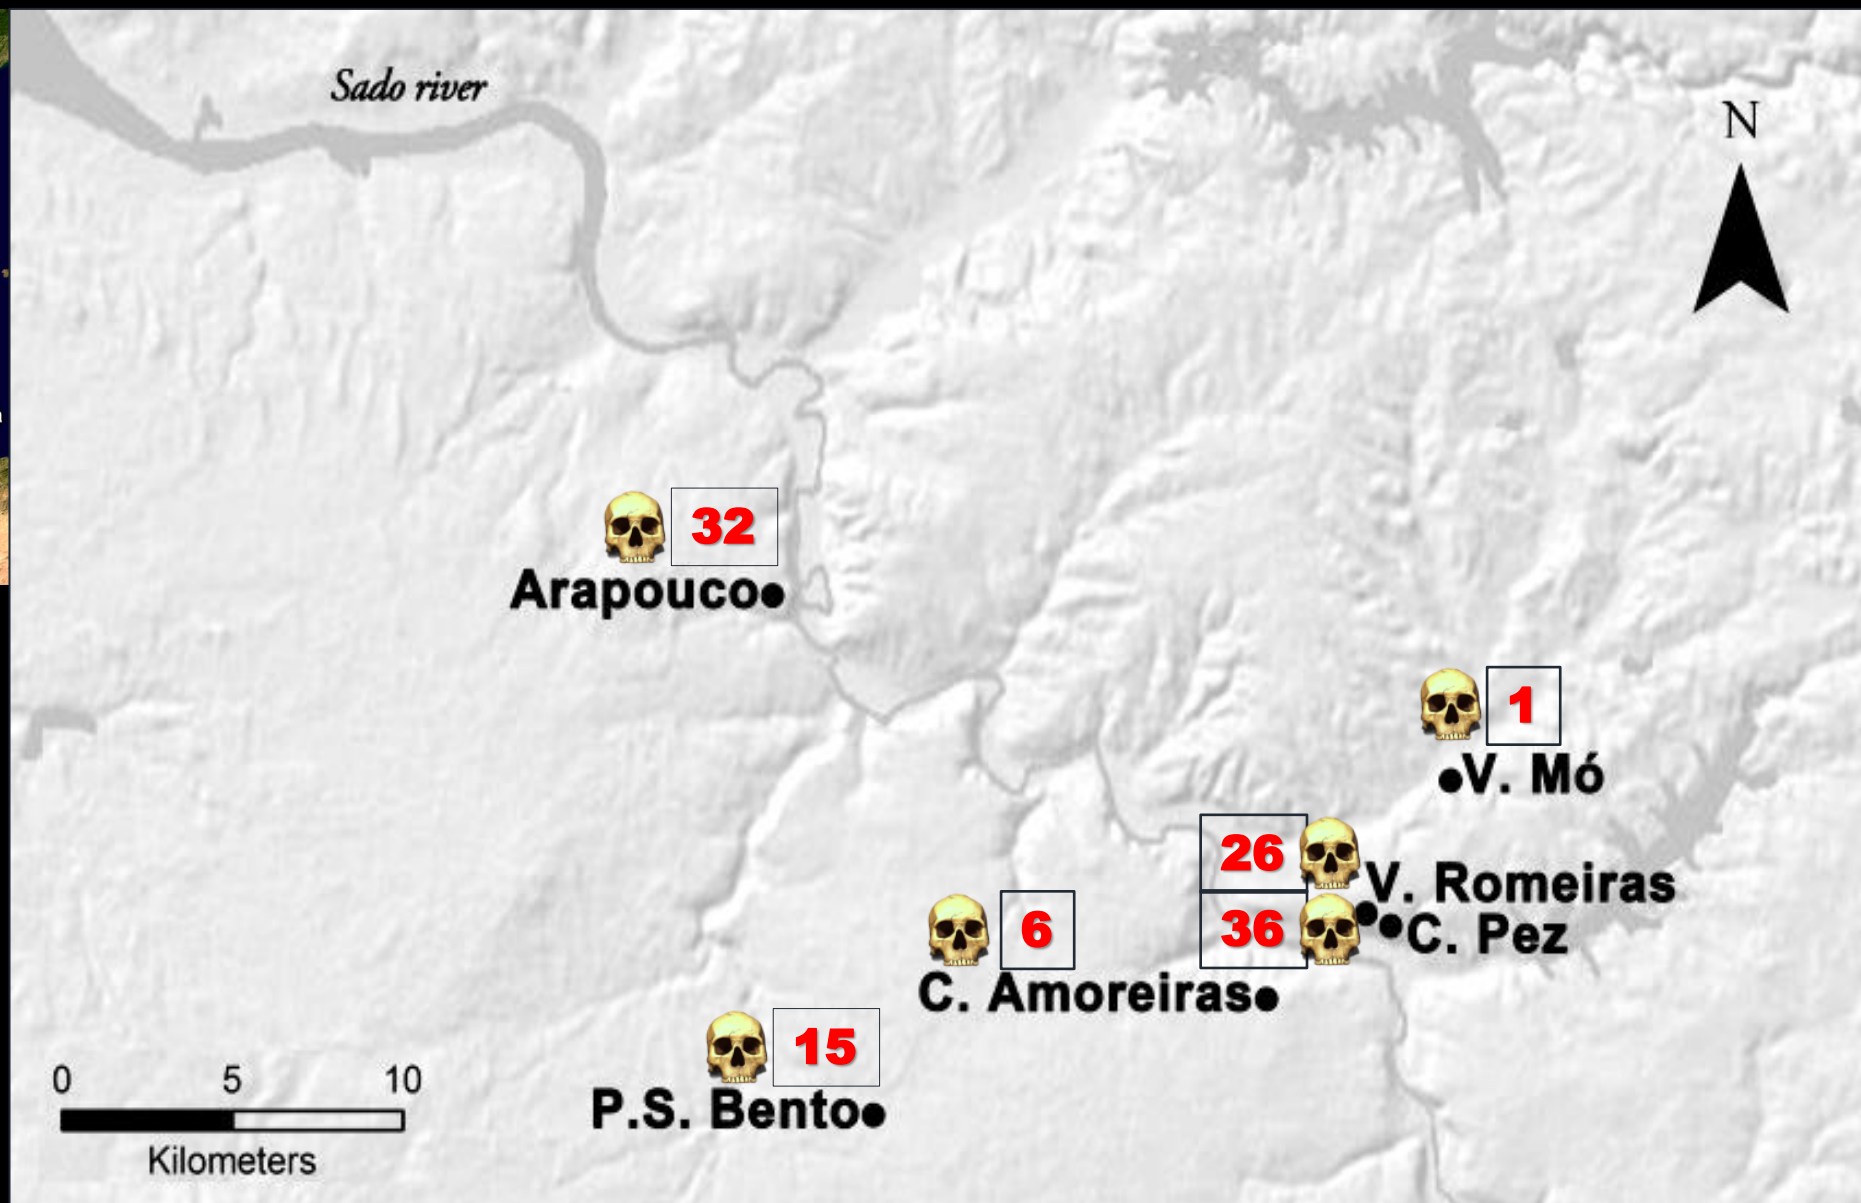 Sado river
N
32
Arapouco
1
V. Mó
26
V. Romeiras
36
C. Pez
6
C. Amoreiras
15
P.S. Bento
0 5 10
Kilometers